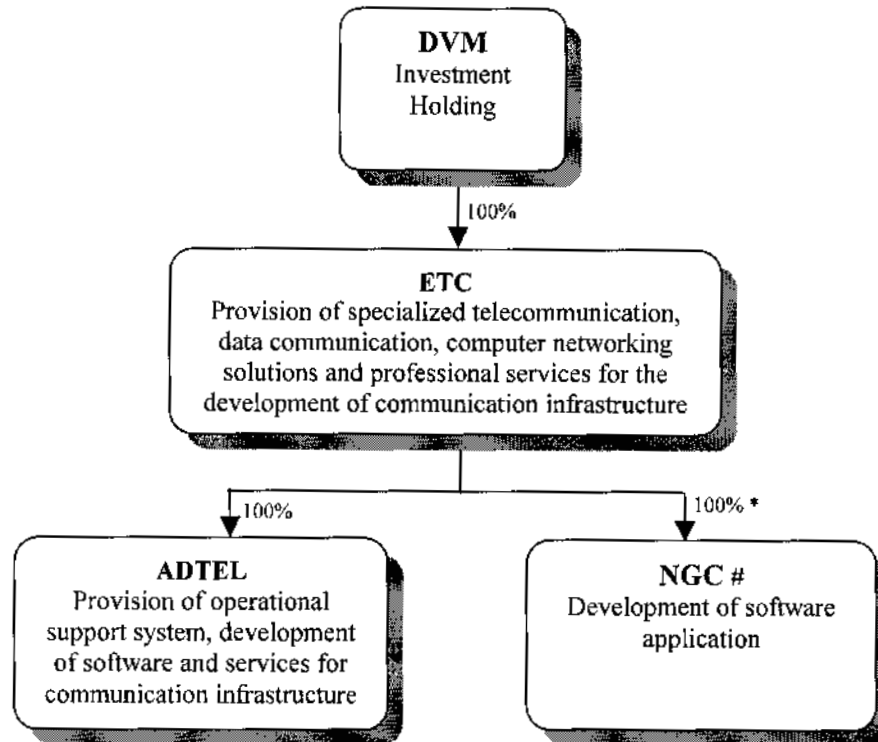 DVM
Investment
Holding
100%
ETC
Provision of specialized telecommunication,
data communication, computer networking
solutions and professional services for the
development of communication infrastructure
100%
100% *
ADTEL
Provision of operational
support system, development
of software and services for
communication infrastructure
NGC #
Development of software
application